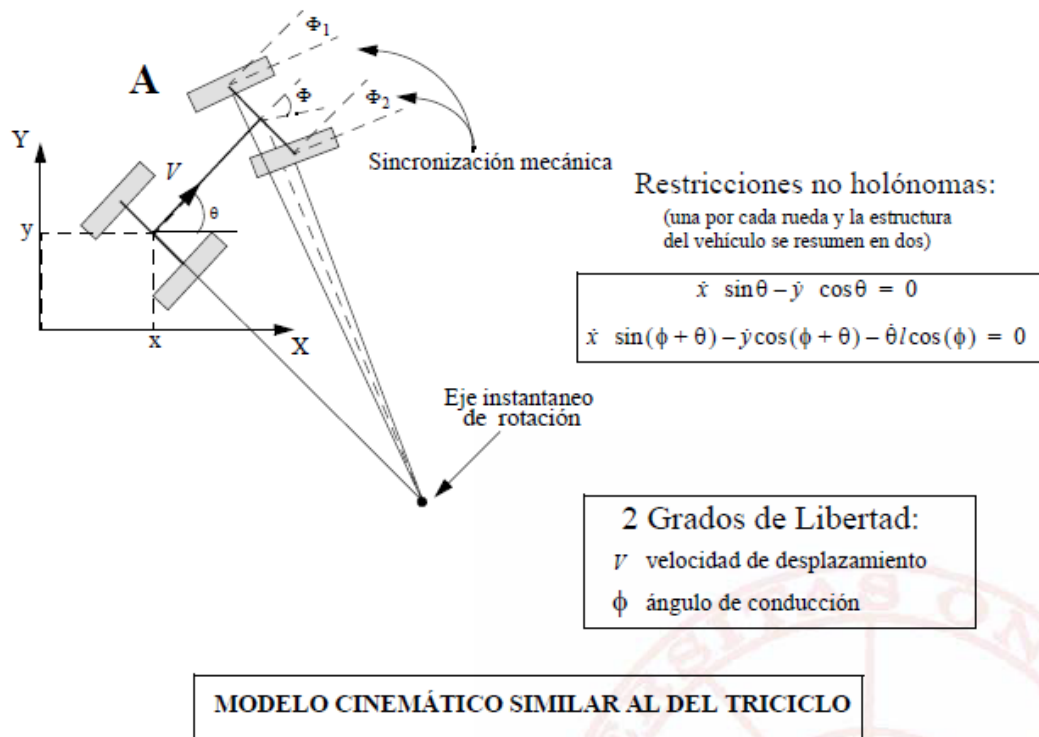 Φ1
A
Φ
Φ2
Y
V
Sincronización mecánica
θ
y
x
X
Restricciones no holónomas:
(una por cada rueda y la estructura
del vehículo se resumen en dos)
ẋ sinθ – ẏ cosθ = 0
ẋ sin(ϕ + θ) – ẏcos(ϕ + θ) – θ̇lcos(ϕ) = 0
Eje instantaneo
de rotación
2 Grados de Libertad:
V velocidad de desplazamiento
ϕ ángulo de conducción
MODELO CINEMÁTICO SIMILAR AL DEL TRICICLO